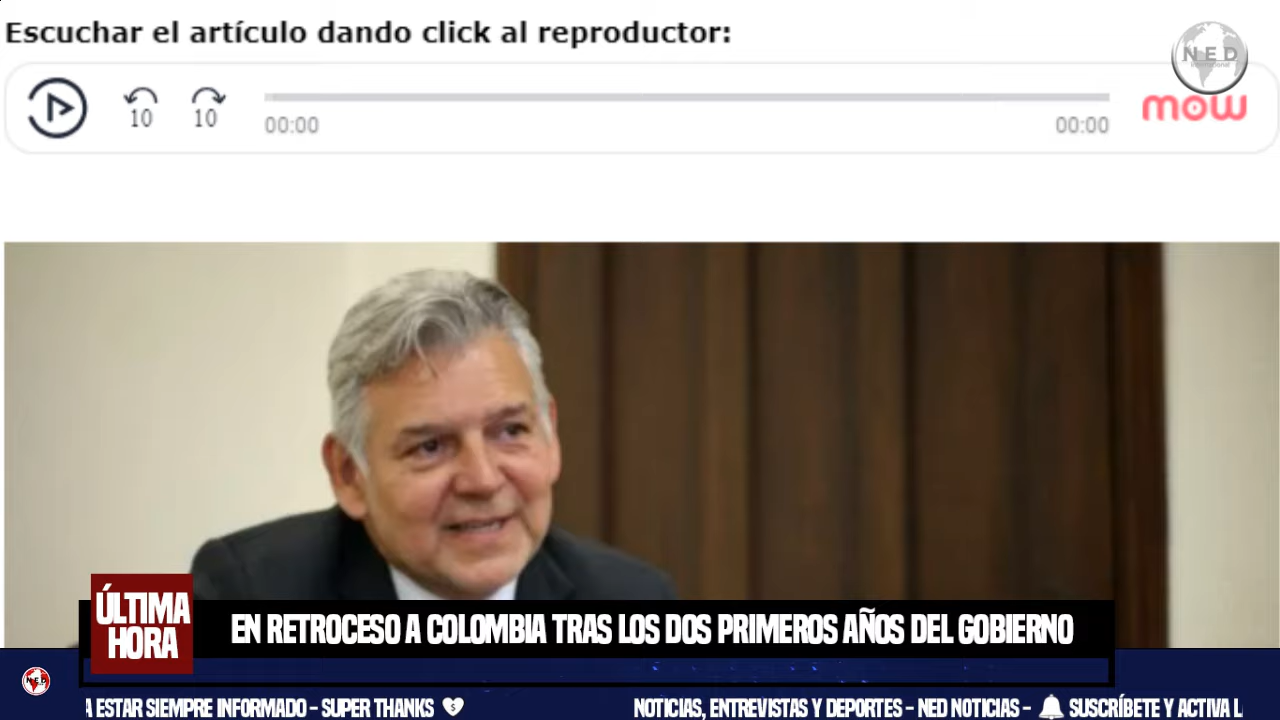 Escuchar el artículo dando click al reproductor:
NED
International
10
10
mow
00:00
00:00
ÚLTIMA
HORA
EN RETROCESO A COLOMBIA TRAS LOS DOS PRIMEROS AÑOS DEL GOBIERNO
NED
A ESTAR SIEMPRE INFORMADO - SUPER THANKS
NOTICIAS, ENTREVISTAS Y DEPORTES - NED NOTICIAS -
SUSCRÍBETE Y ACTIVA L